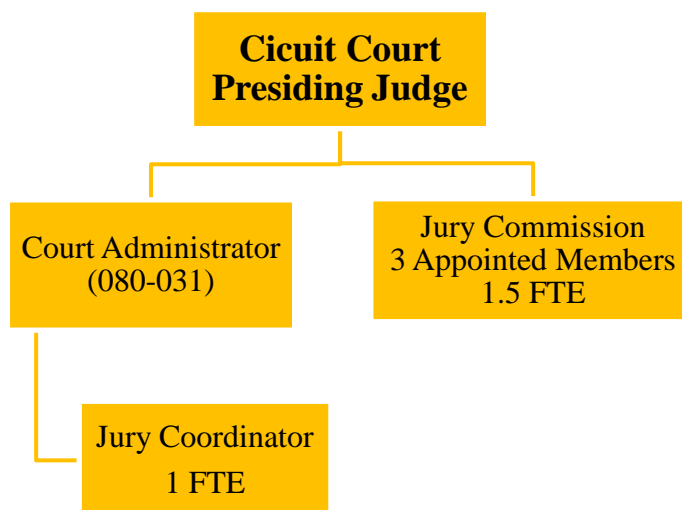 Cicuit Court
Presiding Judge
Court Administrator
(080-031)
Jury Commission
3 Appointed Members
1.5 FTE
Jury Coordinator
1 FTE